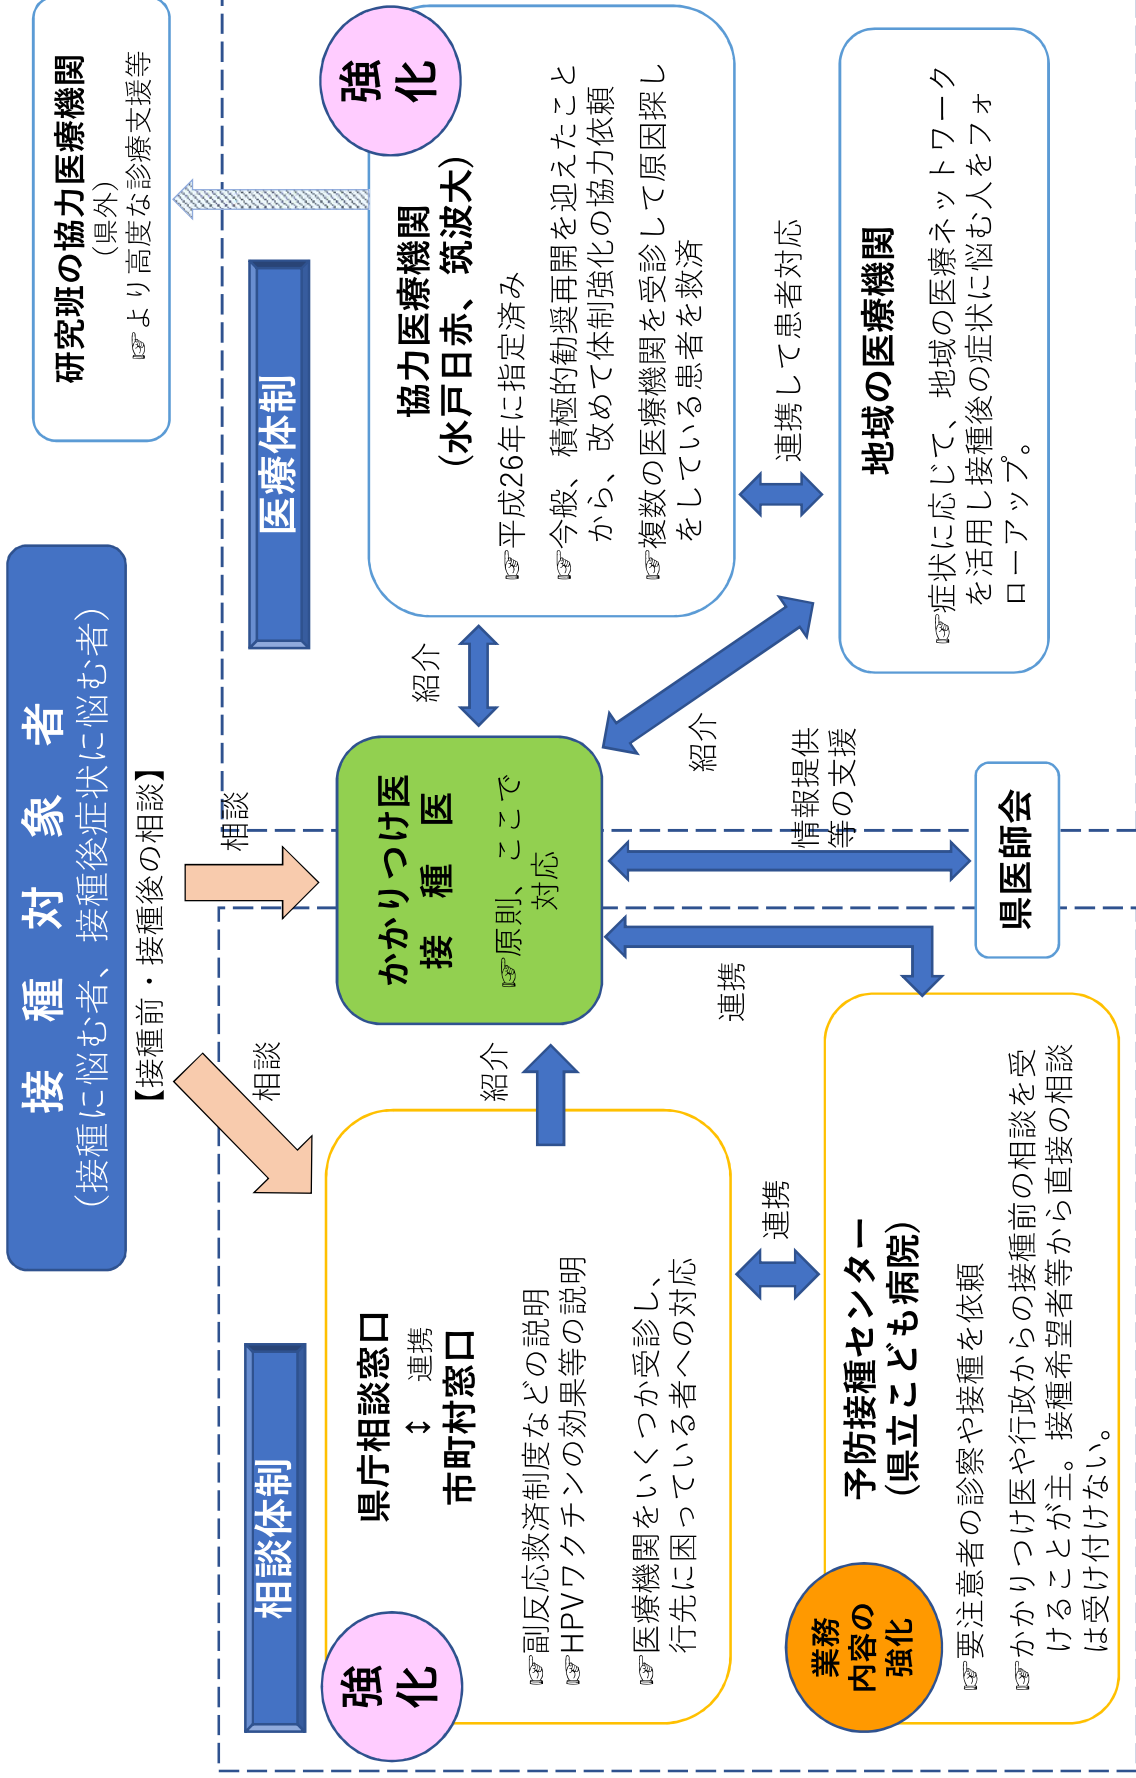 接種対象者
（接種に悩む者、接種後症状に悩む者）
【接種前・接種後の相談】
相談
相談
相談体制
強
化
県庁相談窓口
↕ 連携
市町村窓口
☞副反応救済制度などの説明
☞HPVワクチンの効果等の説明
☞医療機関をいくつか受診し、
行先に困っている者への対応
紹介
連携
業務
内容の
強化
予防接種センター
(県立こども病院)
☞要注意者の診察や接種を依頼
☞かかりつけ医や行政からの接種前の相談を受
けることが主。接種希望者等から直接の相談
は受け付けない。
かかりつけ医
接種医
☞原則、ここで
対応
連携
情報提供
等の支援
県医師会
紹介
紹介
医療体制
研究班の協力医療機関
（県外）
☞より高度な診療支援等
強
化
協力医療機関
(水戸日赤、筑波大)
☞平成26年に指定済み
☞今般、積極的勧奨再開を迎えたこと
から、改めて体制強化の協力依頼
☞複数の医療機関を受診して原因探し
をしている患者を救済
連携して患者対応
地域の医療機関
☞症状に応じて、地域の医療ネットワーク
を活用し接種後の症状に悩む人をフォ
ローアップ。